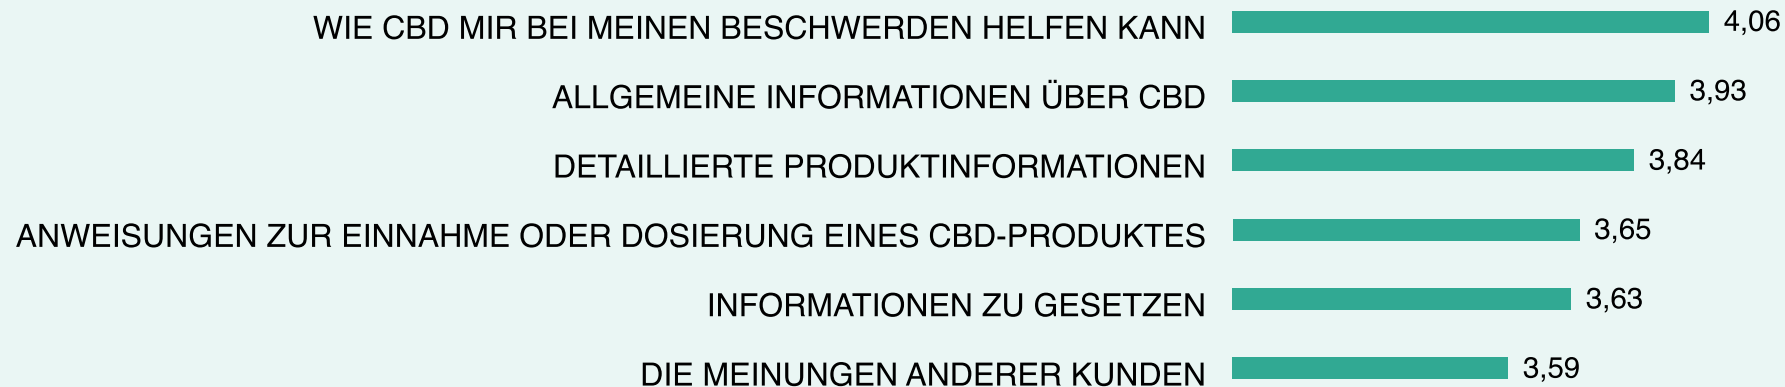 WIE CBD MIR BEI MEINEN BESCHWERDEN HELFEN KANN 4,06
ALLGEMEINE INFORMATIONEN ÜBER CBD 3,93
DETAILLIERTE PRODUKTINFORMATIONEN 3,84
ANWEISUNGEN ZUR EINNAHME ODER DOSIERUNG EINES CBD-PRODUKTES 3,65
INFORMATIONEN ZU GESETZEN 3,63
DIE MEINUNGEN ANDERER KUNDEN 3,59